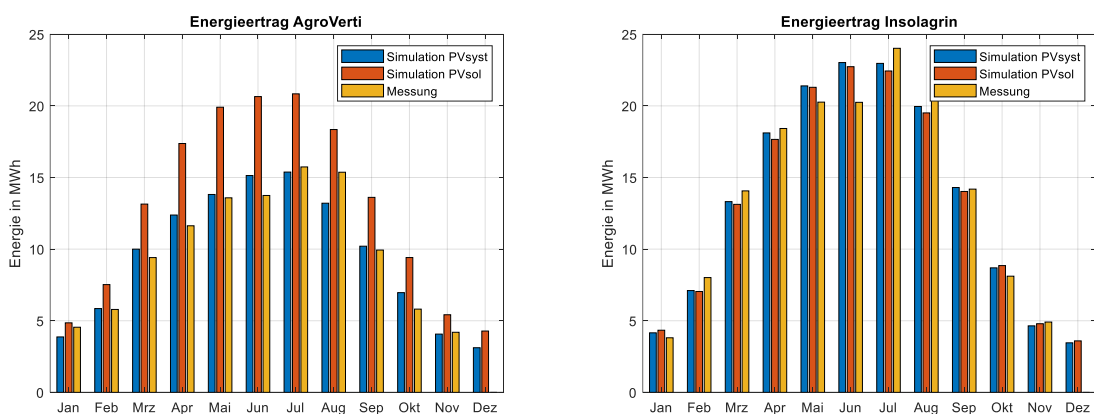 Energieertrag AgroVerti
Energie in MWh
25
20
15
10
5
0
Jan Feb Mrz Apr Mai Jun Jul Aug Sep Okt Nov Dez
Simulation PVsyst
Simulation PVsol
Messung
Energieertrag Insolagrin
Energie in MWh
25
20
15
10
5
0
Jan Feb Mrz Apr Mai Jun Jul Aug Sep Okt Nov Dez
Simulation PVsyst
Simulation PVsol
Messung